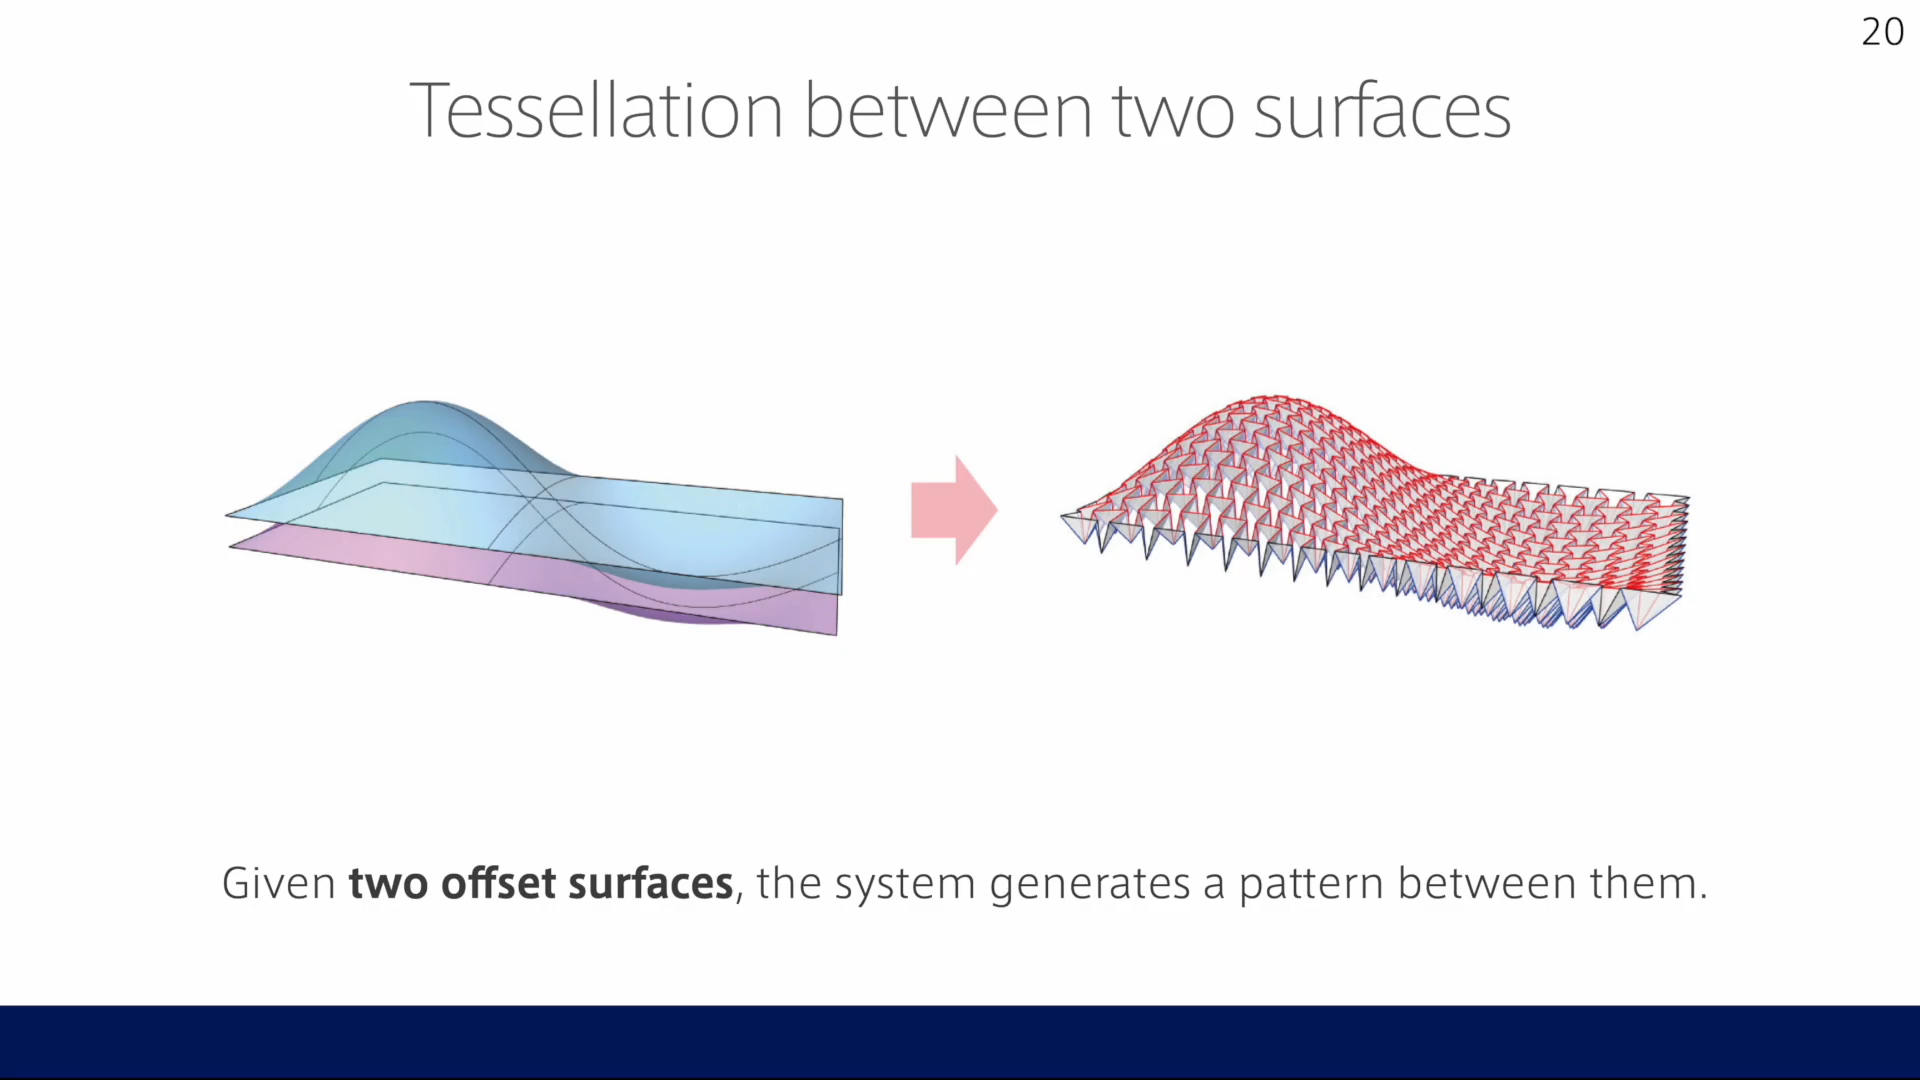 20
Tessellation between two surfaces
Given two offset surfaces, the system generates a pattern between them.